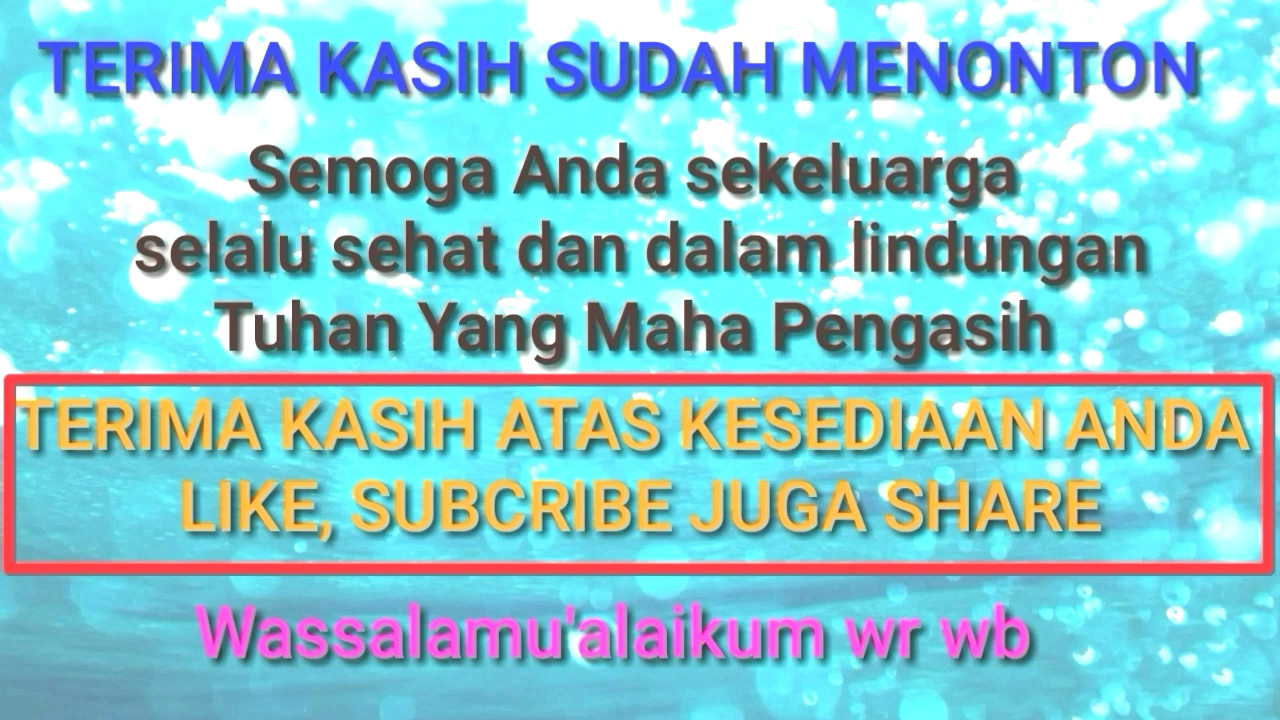 TERIMA KASIH SUDAH MENONTON
Semoga Anda sekeluarga
selalu sehat dan dalam lindungan
Tuhan Yang Maha Pengasih
TERIMA KASIH ATAS KESEDIAAN ANDA
LIKE, SUBCRIBE JUGA SHARE
Wassalamu'alaikum wr wb